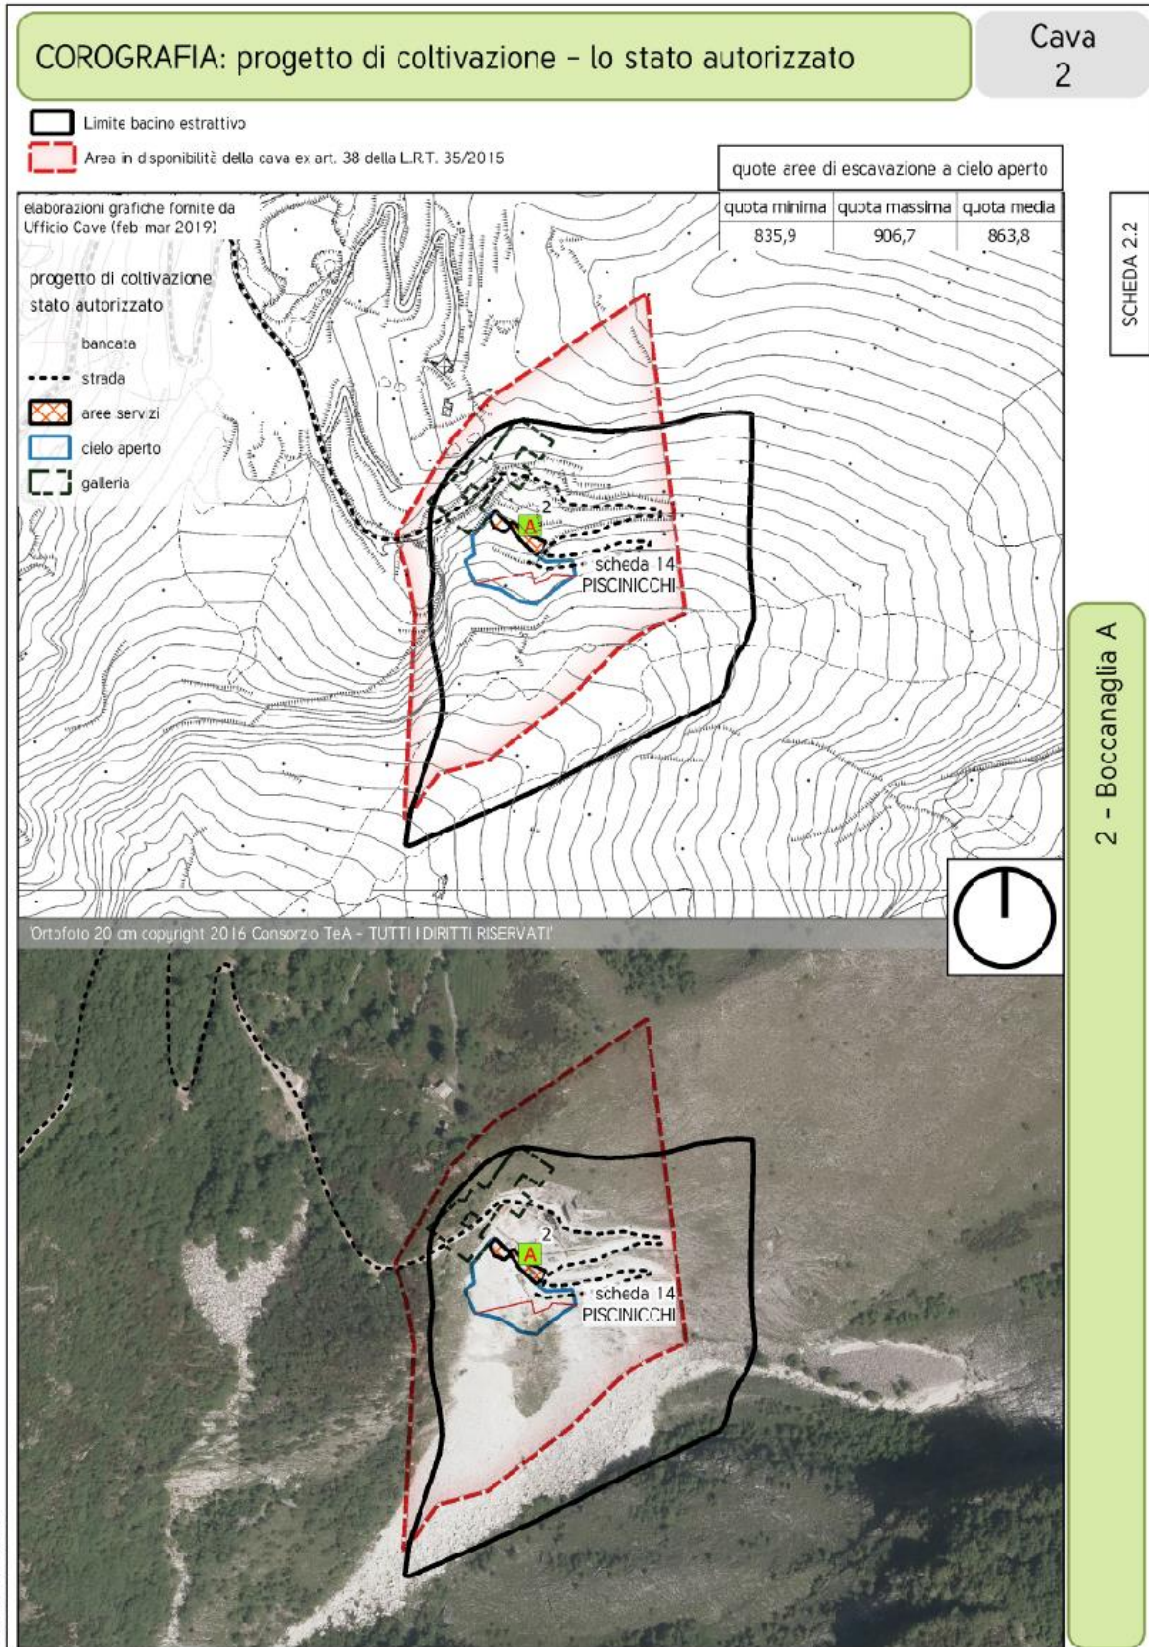 COROGRAFIA: progetto di coltivazione - lo stato autorizzato
Cava
2
Limite bacino estrattivo
Area in disponibilità della cava ex art. 38 della L.R.T. 35/2015
quote aree di escavazione a cielo aperto
quota minima quota massima quota media
835,9 906,7 863,8
SCHEDA 2.2
elaborazioni grafiche fornite da
Ufficio Cave (feb mar 2019)
progetto di coltivazione
stato autorizzato
bancata
strada
aree servizi
cielo aperto
galleria
2
A
scheda 14
PISCINICCHI
2 - Boccanaglia A
'Ortofoto 20 cm copyright 2016 Consorzio TeA - TUTTI I DIRITTI RISERVATI'
2
A
scheda 14
PISCINICCHI